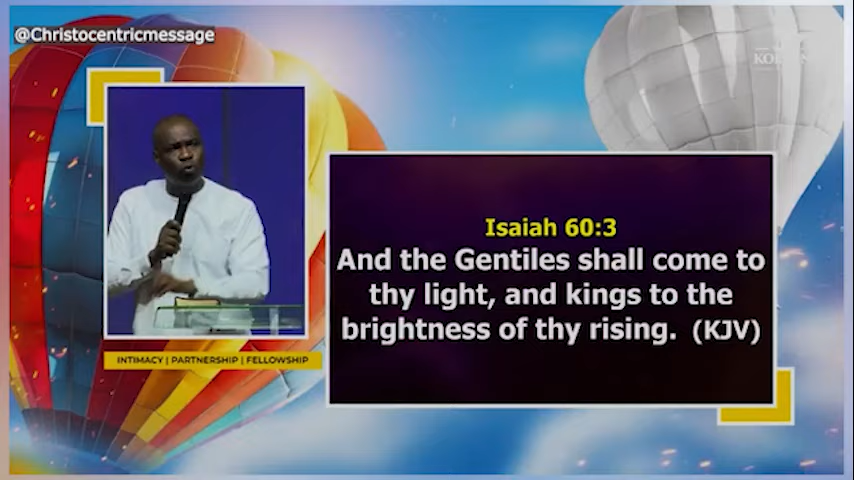 @Christocentricmessage
Isaiah 60:3
And the Gentiles shall come to
thy light, and kings to the
brightness of thy rising. (KJV)
INTIMACY | PARTNERSHIP | FELLOWSHIP